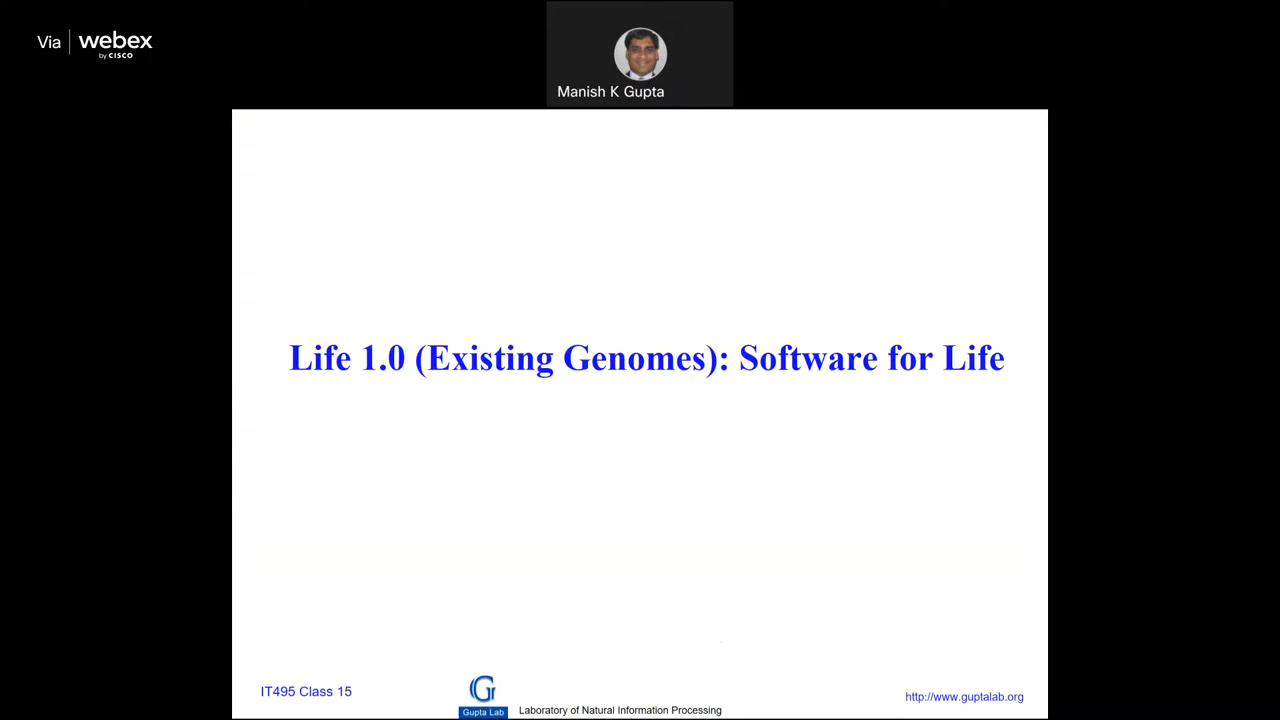 Via webex
by CISCO
Manish K Gupta
Life 1.0 (Existing Genomes): Software for Life
IT495 Class 15
G
Gupta Lab
Laboratory of Natural Information Processing
http://www.guptalab.org